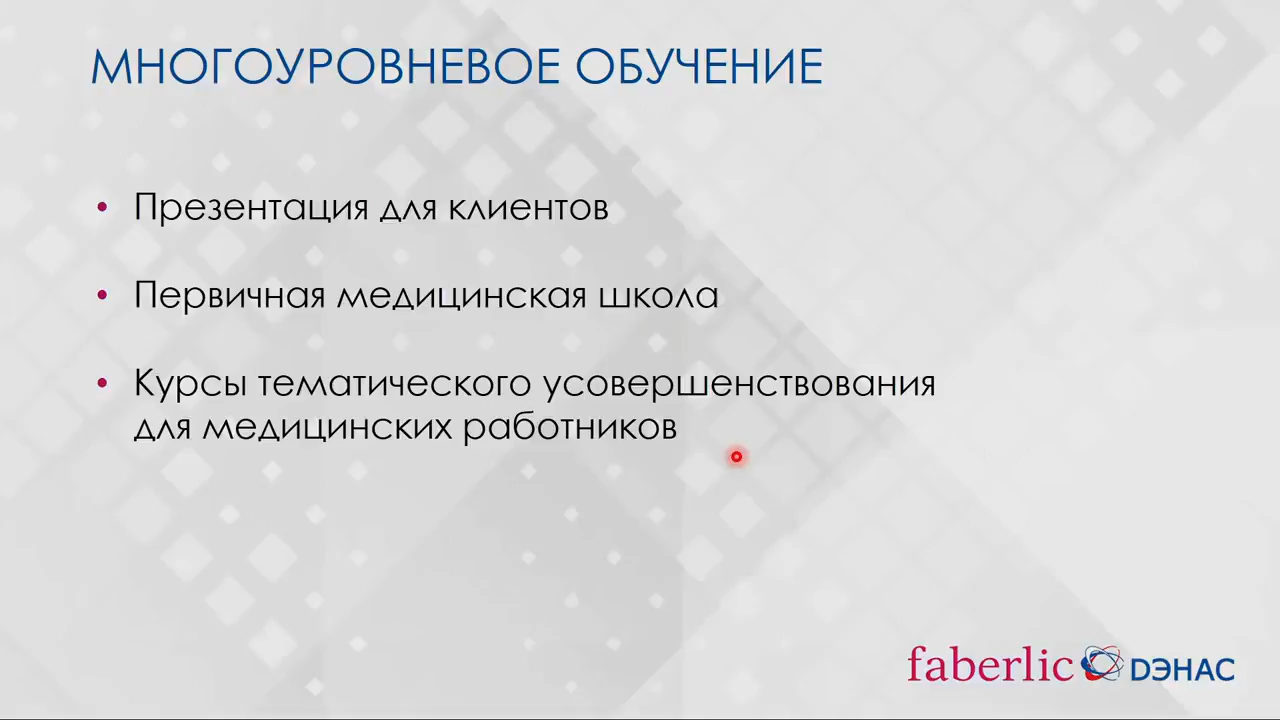 МНОГОУРОВНЕВОЕ ОБУЧЕНИЕ
• Презентация для клиентов
• Первичная медицинская школа
• Курсы тематического усовершенствования
для медицинских работников
faberlic DЭНАС